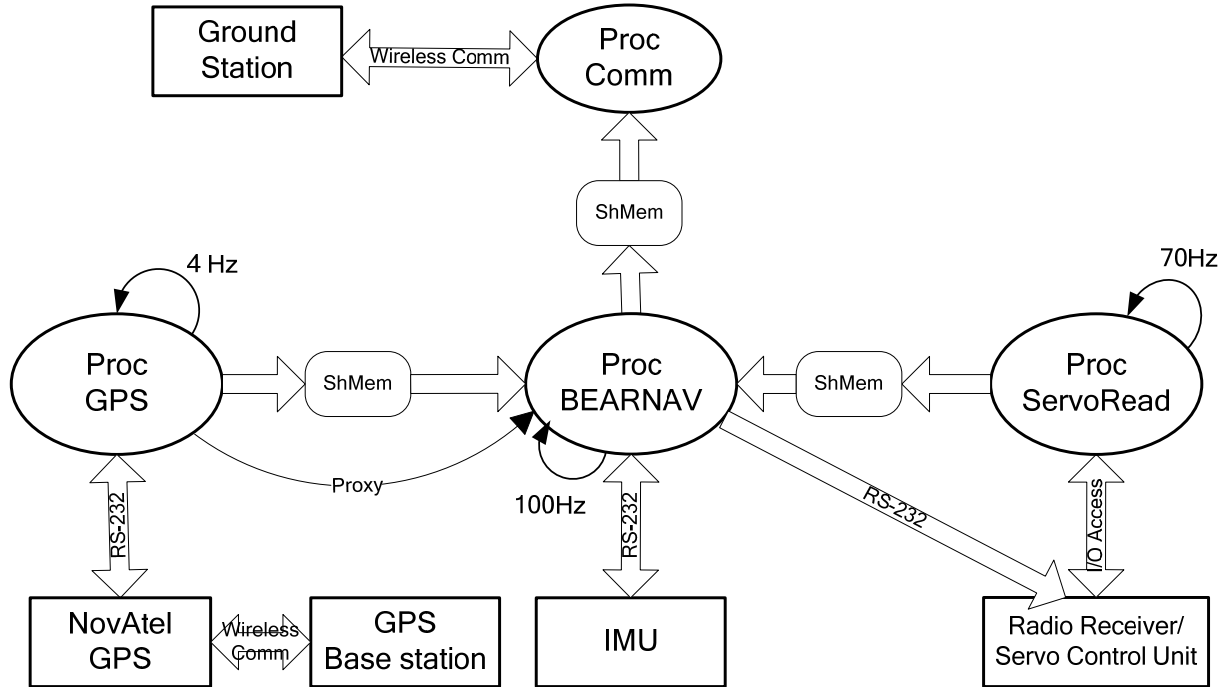 Ground
Station
Wireless Comm
Proc
Comm
ShMem
4 Hz
70Hz
Proc
GPS
ShMem
Proc
BEARNAV
ShMem
Proc
ServoRead
Proxy
100Hz
RS-232
RS-232
RS-232
I/O Access
NovAtel
GPS
Wireless
Comm
GPS
Base station
IMU
Radio Receiver/
Servo Control Unit